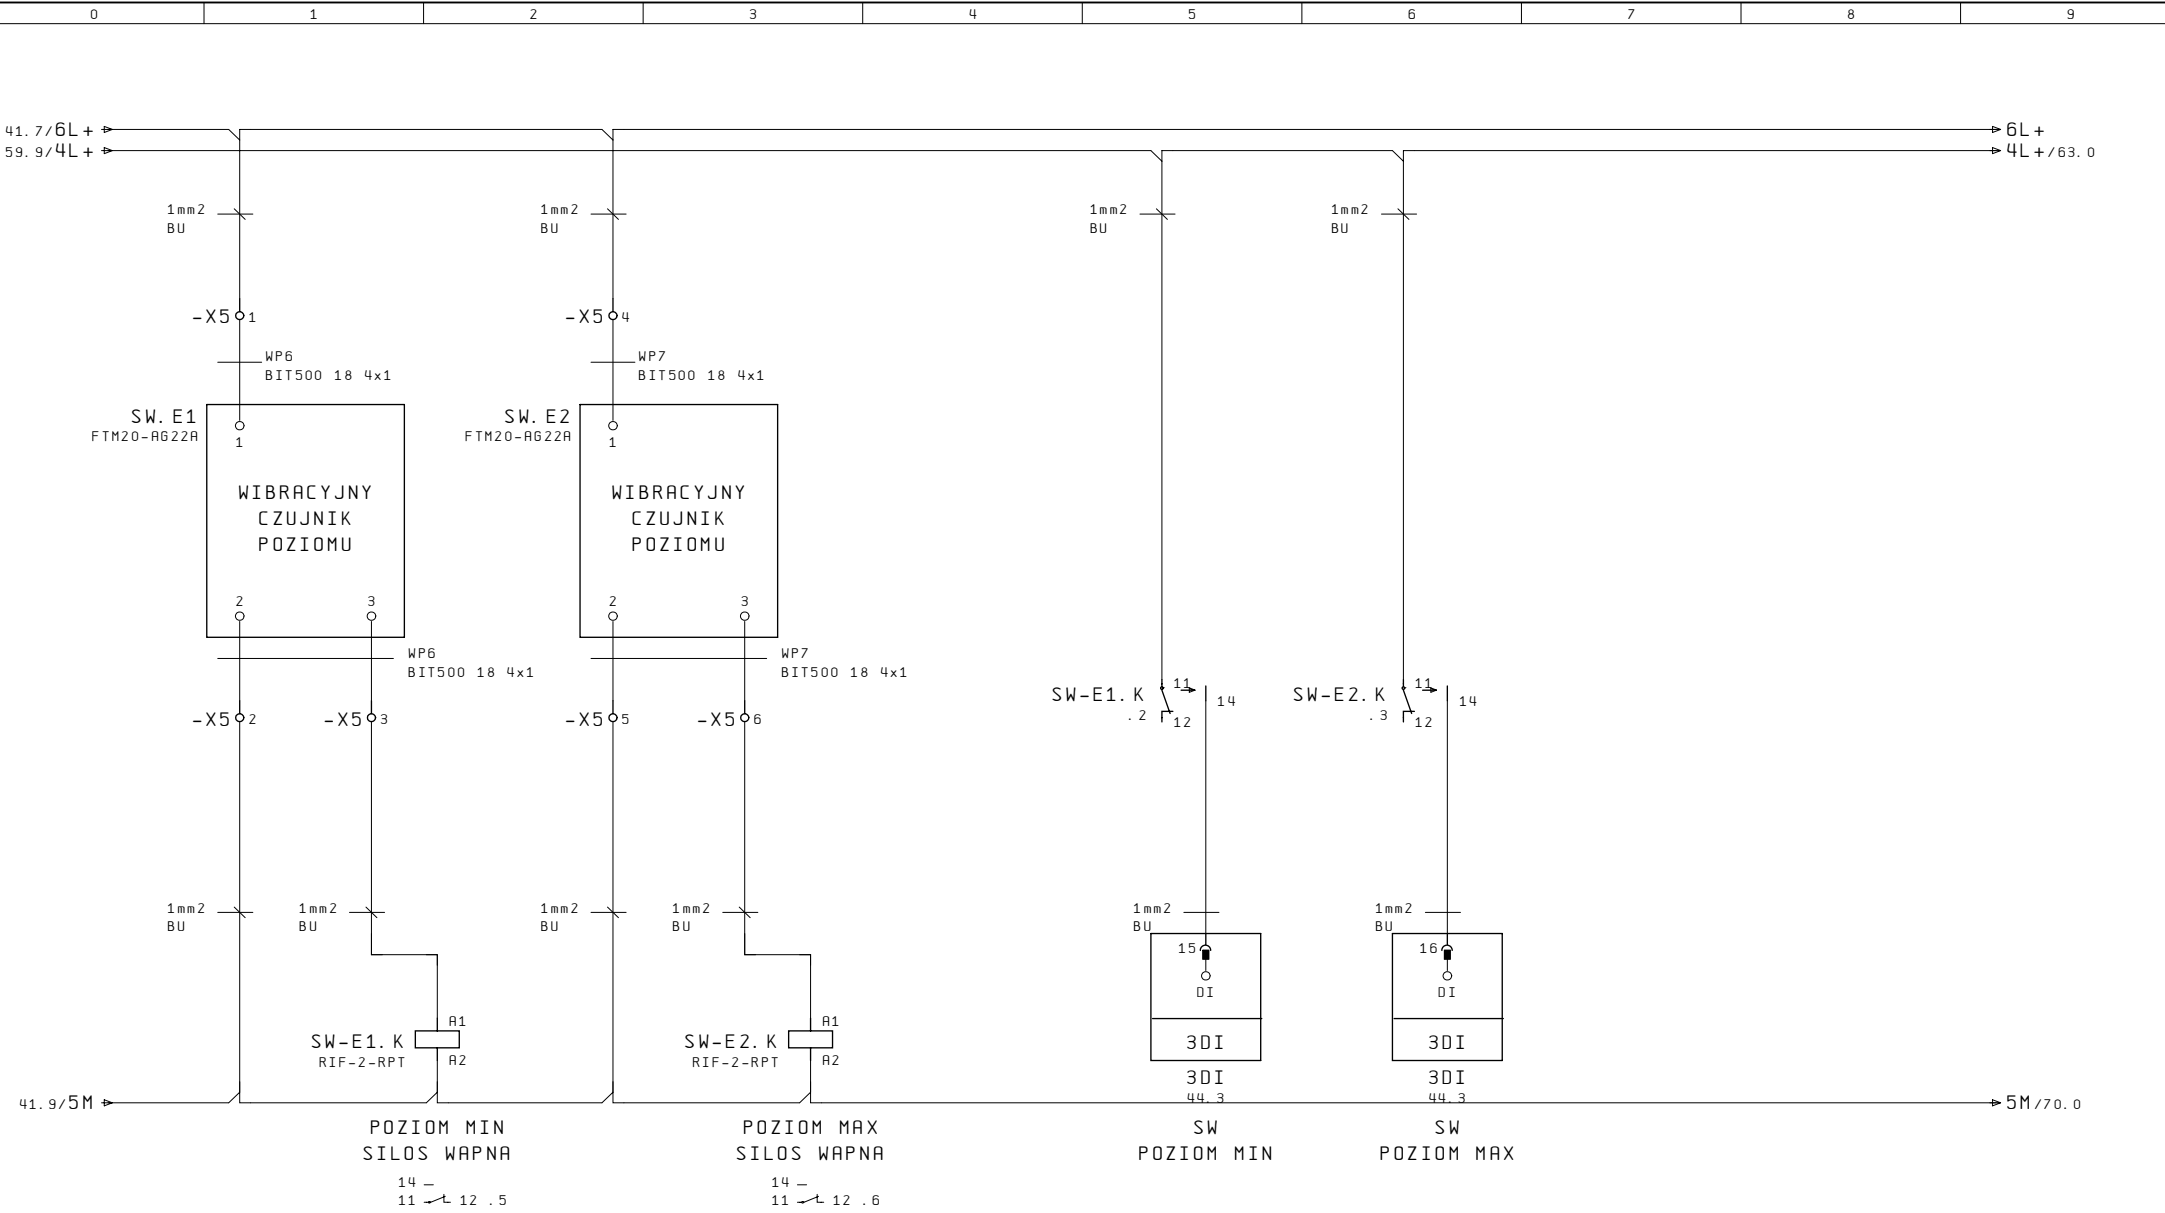 0 1 2 3 4 5 6 7 8 9
41.7/6L+ 6L+
59.9/4L+ 4L+/63.0
1mm2 1mm2 1mm2 1mm2
BU BU BU BU
-X5 1 -X5 4
WP6 WP7
BIT500 18 4x1 BIT500 18 4x1
SW.E1 SW.E2
FTM20-AG22A FTM20-AG22A
1 1
WIBRACYJNY WIBRACYJNY
CZUJNIK CZUJNIK
POZIOMU POZIOMU
2 3 2 3
WP6 WP7
BIT500 18 4x1 BIT500 18 4x1
SW-E1.K 11 14 SW-E2.K 11 14
.2 12 .3 12
-X5 2 -X5 3 -X5 5 -X5 6
1mm2 1mm2 1mm2 1mm2 1mm2 1mm2
BU BU BU BU BU BU
15 16
DI DI
A1 A1
SW-E1.K SW-E2.K 3DI 3DI
RIF-2-RPT A2 RIF-2-RPT A2
3DI 3DI
44.3 44.3
41.9/5M 5M/70.0
POZIOM MIN POZIOM MAX SW SW
SILOS WAPNA SILOS WAPNA POZIOM MIN POZIOM MAX
14 14
11 12 .5 11 12 .6